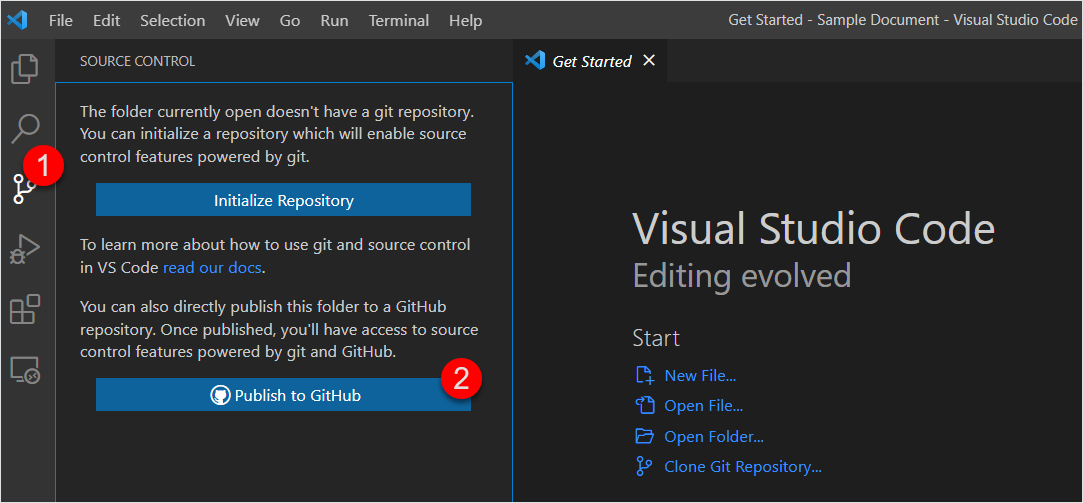 File Edit Selection View Go Run Terminal Help
Get Started - Sample Document - Visual Studio Code
SOURCE CONTROL
The folder currently open doesn't have a git repository.
You can initialize a repository which will enable source
control features powered by git.
1
Initialize Repository
To learn more about how to use git and source control
in VS Code read our docs.
You can also directly publish this folder to a GitHub
repository. Once published, you'll have access to source
control features powered by git and GitHub.
2
Publish to GitHub
Get Started
Visual Studio Code
Editing evolved
Start
New File...
Open File...
Open Folder...
Clone Git Repository...